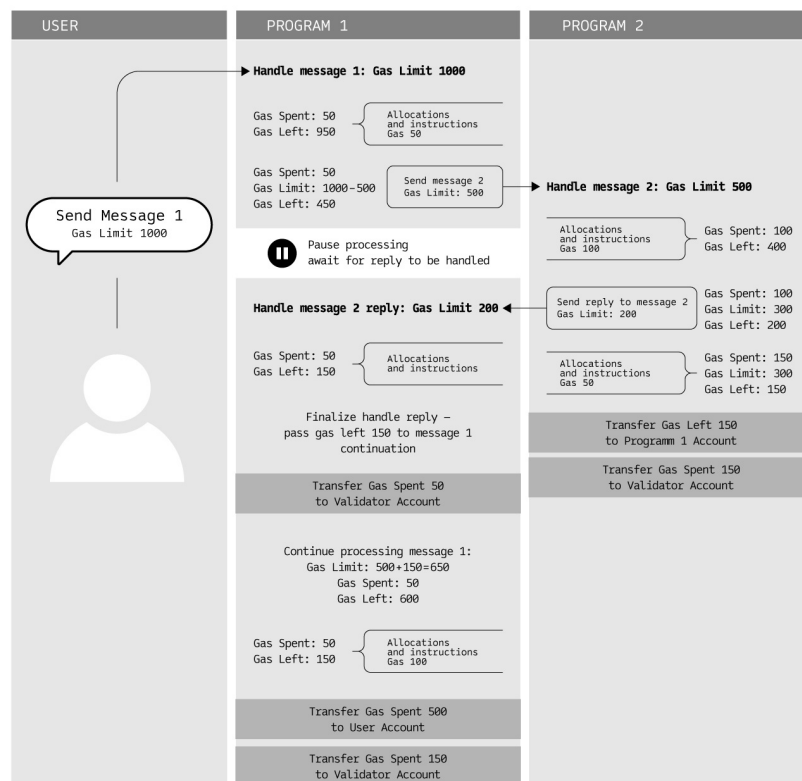 USER
PROGRAM 1
PROGRAM 2
Send Message 1
Gas Limit 1000
Handle message 1: Gas Limit 1000
Gas Spent: 50
Gas Left: 950
Allocations
and instructions
Gas 50
Gas Spent: 50
Gas Limit: 1000-500
Gas Left: 450
Send message 2
Gas Limit: 500
Pause processing
await for reply to be handled
Handle message 2: Gas Limit 500
Allocations
and instructions
Gas 100
Gas Spent: 100
Gas Left: 400
Send reply to message 2
Gas Limit: 200
Gas Spent: 100
Gas Limit: 300
Gas Left: 200
Allocations
and instructions
Gas 50
Gas Spent: 150
Gas Limit: 300
Gas Left: 150
Transfer Gas Left 150
to Programm 1 Account
Transfer Gas Spent 150
to Validator Account
Handle message 2 reply: Gas Limit 200
Gas Spent: 50
Gas Left: 150
Allocations
and instructions
Finalize handle reply –
pass gas left 150 to message 1
continuation
Transfer Gas Spent 50
to Validator Account
Continue processing message 1:
Gas Limit: 500+150=650
Gas Spent: 50
Gas Left: 600
Gas Spent: 50
Gas Left: 150
Allocations
and instructions
Gas 100
Transfer Gas Spent 500
to User Account
Transfer Gas Spent 150
to Validator Account